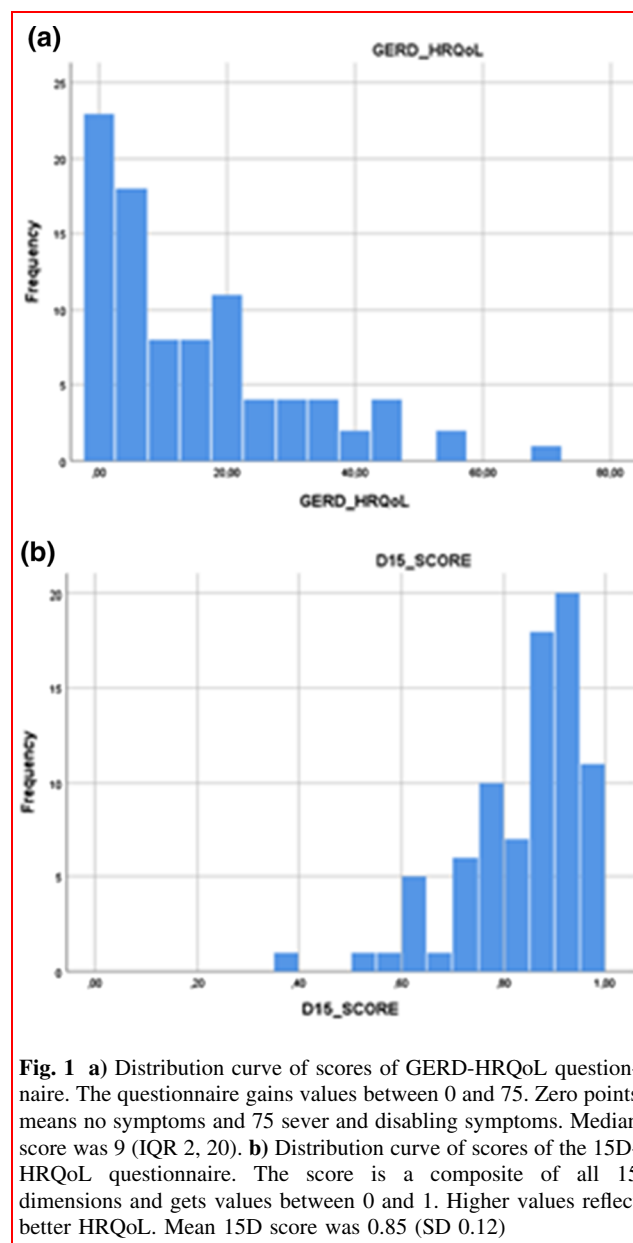 (a)
GERD_HRQoL
25
20
15
10
5
0
Frequency
,00 20,00 40,00 60,00 80,00
GERD_HRQoL
(b)
D15_SCORE
20
15
10
5
0
Frequency
,00 ,20 ,40 ,60 ,80 1,00
D15_SCORE
Fig. 1 a) Distribution curve of scores of GERD-HRQoL question-
naire. The questionnaire gains values between 0 and 75. Zero points
means no symptoms and 75 sever and disabling symptoms. Median
score was 9 (IQR 2, 20). b) Distribution curve of scores of the 15D-
HRQoL questionnaire. The score is a composite of all 15
dimensions and gets values between 0 and 1. Higher values reflec
better HRQoL. Mean 15D score was 0.85 (SD 0.12)